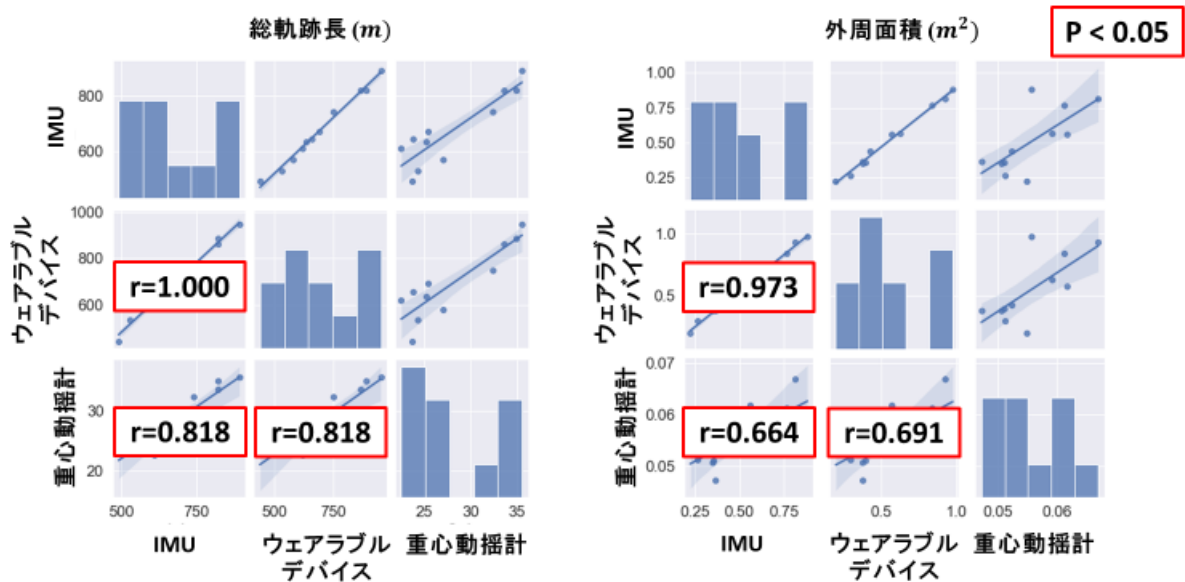 総軌跡長 (m)
外周面積 (m²)
P < 0.05
IMU
800
600
ウェアラブル
デバイス
1000
800
600
r=1.000
重心動揺計
30
20
r=0.818
r=0.818
500
750
750
25
30
35
IMU
ウェアラブル
デバイス
重心動揺計
IMU
1.00
0.75
0.50
0.25
ウェアラブル
デバイス
1.0
0.5
r=0.973
重心動揺計
0.07
0.06
0.05
r=0.664
r=0.691
0.25
0.50
0.75
0.5
1.0
0.05
0.06
IMU
ウェアラブル
デバイス
重心動揺計